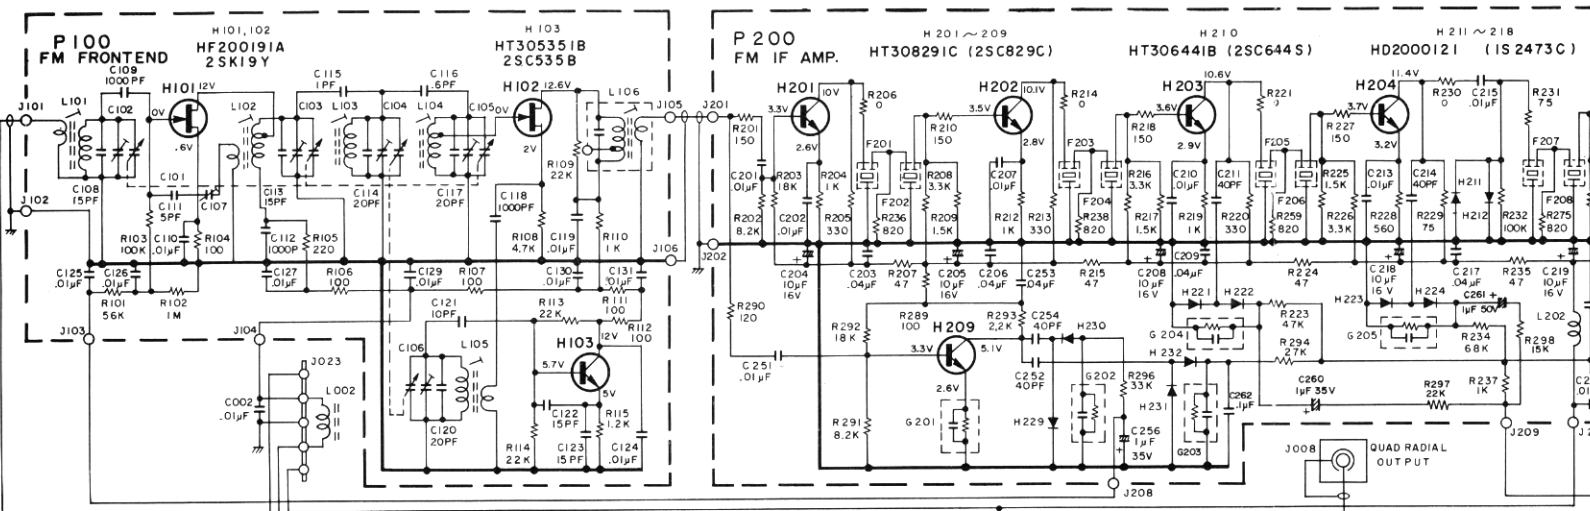 P100
FM FRONTEND
H101,102
HF200191A
2SK19Y
H103
HT305351B
2SC535B
P200
FM IF AMP.
H201~209
HT308291C (2SC829C)
H210
HT306441B (2SC644S)
H211~218
HD2000121 (1S2473C)
C109
1000PF
H101
12V
0V
.6V
J101
L101
C102
L102
C115
1PF
C103
L103
C104
C116
.6PF
L104
C105
0V
H102
12.6V
2V
L106
J105
J201
C108
15PF
J102
C101
C111
5PF
C107
C113
15PF
C114
20PF
C117
20PF
C118
1000PF
R109
22K
R103
100K
C110
.01µF
R104
100
C112
1000P
R105
220
R108
4.7K
C119
.01µF
R110
1K
J106
C125
.01µF
C126
.01µF
C127
.01µF
R106
100
C129
.01µF
R107
100
C130
.01µF
C131
.01µF
R101
56K
R102
1M
C121
10PF
R113
22K
R111
100
R112
100
J103
J104
J023
C106
L105
H103
12V
5.7V
5V
C002
.01µF
L002
C120
20PF
C122
15PF
R115
1.2K
R114
22K
C123
15PF
C124
.01µF
H201
10V
3.3V
2.6V
R206
0
R201
150
C201
.01µF
R203
18K
R204
1K
F201
R202
8.2K
C202
.01µF
R205
330
F202
R236
820
J202
R210
150
3.5V
H202
10.1V
2.8V
R214
0
R208
3.3K
C207
.01µF
R209
1.5K
R212
1K
R213
330
F203
F204
R238
820
H203
10.6V
3.6V
2.9V
R218
150
R221
0
R216
3.3K
C210
.01µF
C211
40PF
R217
1.5K
R219
1K
R220
330
F205
F206
R259
820
H204
11.4V
3.7V
3.2V
R227
150
R230
0
C215
.01µF
R231
75
R225
1.5K
C213
.01µF
C214
40PF
H211
R226
3.3K
R228
560
R229
75
H212
R232
100K
F207
F208
R275
820
C204
10µF
16V
C203
.04µF
R207
47
C205
10µF
16V
C206
.04µF
C253
.04µF
R215
47
C208
10µF
16V
C209
.04µF
R224
47
C218
10µF
16V
C217
.04µF
R235
47
C219
10µF
16V
R290
120
R292
18K
R289
100
H209
3.3V
5.1V
2.6V
R293
2.2K
C254
40PF
H230
C251
.01µF
C252
40PF
G202
R296
33K
R291
8.2K
G201
H229
C256
1µF
35V
H221
H222
G204
H232
R223
47K
R294
27K
H231
G203
C262
.1µF
C260
1µF 35V
H223
H224
C261
1µF 50V
G205
R234
68K
R298
15K
L202
R297
22K
R237
1K
J209
J208
J008
QUAD RADIAL
OUTPUT